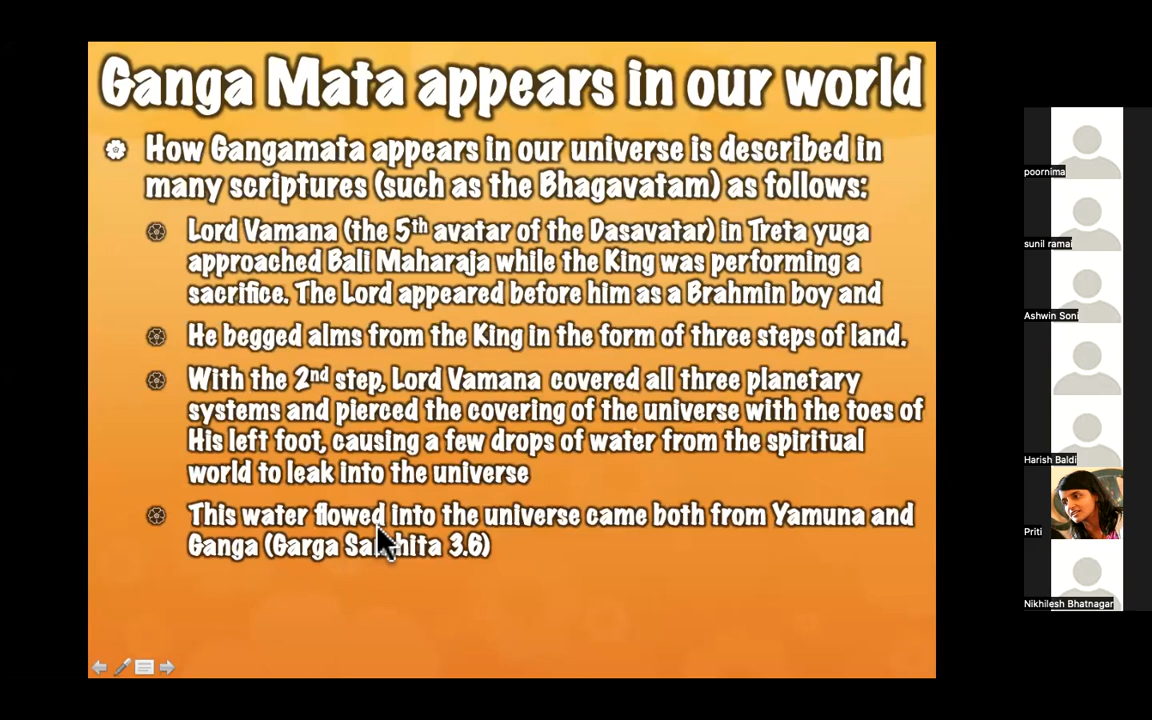 Ganga Mata appears in our world
How Gangamata appears in our universe is described in
many scriptures (such as the Bhagavatam) as follows:
Lord Vamana (the 5th avatar of the Dasavatar) in Treta yuga
approached Bali Maharaja while the King was performing a
sacrifice. The Lord appeared before him as a Brahmin boy and
He begged alms from the King in the form of three steps of land.
With the 2nd step, Lord Vamana covered all three planetary
systems and pierced the covering of the universe with the toes of
His left foot, causing a few drops of water from the spiritual
world to leak into the universe
This water flowed into the universe came both from Yamuna and
Ganga (Garga 3.6)
poornima
sunil ramai
Ashwin Soni
Harish Baldi
Priti
Nikhilesh Bhatnagar